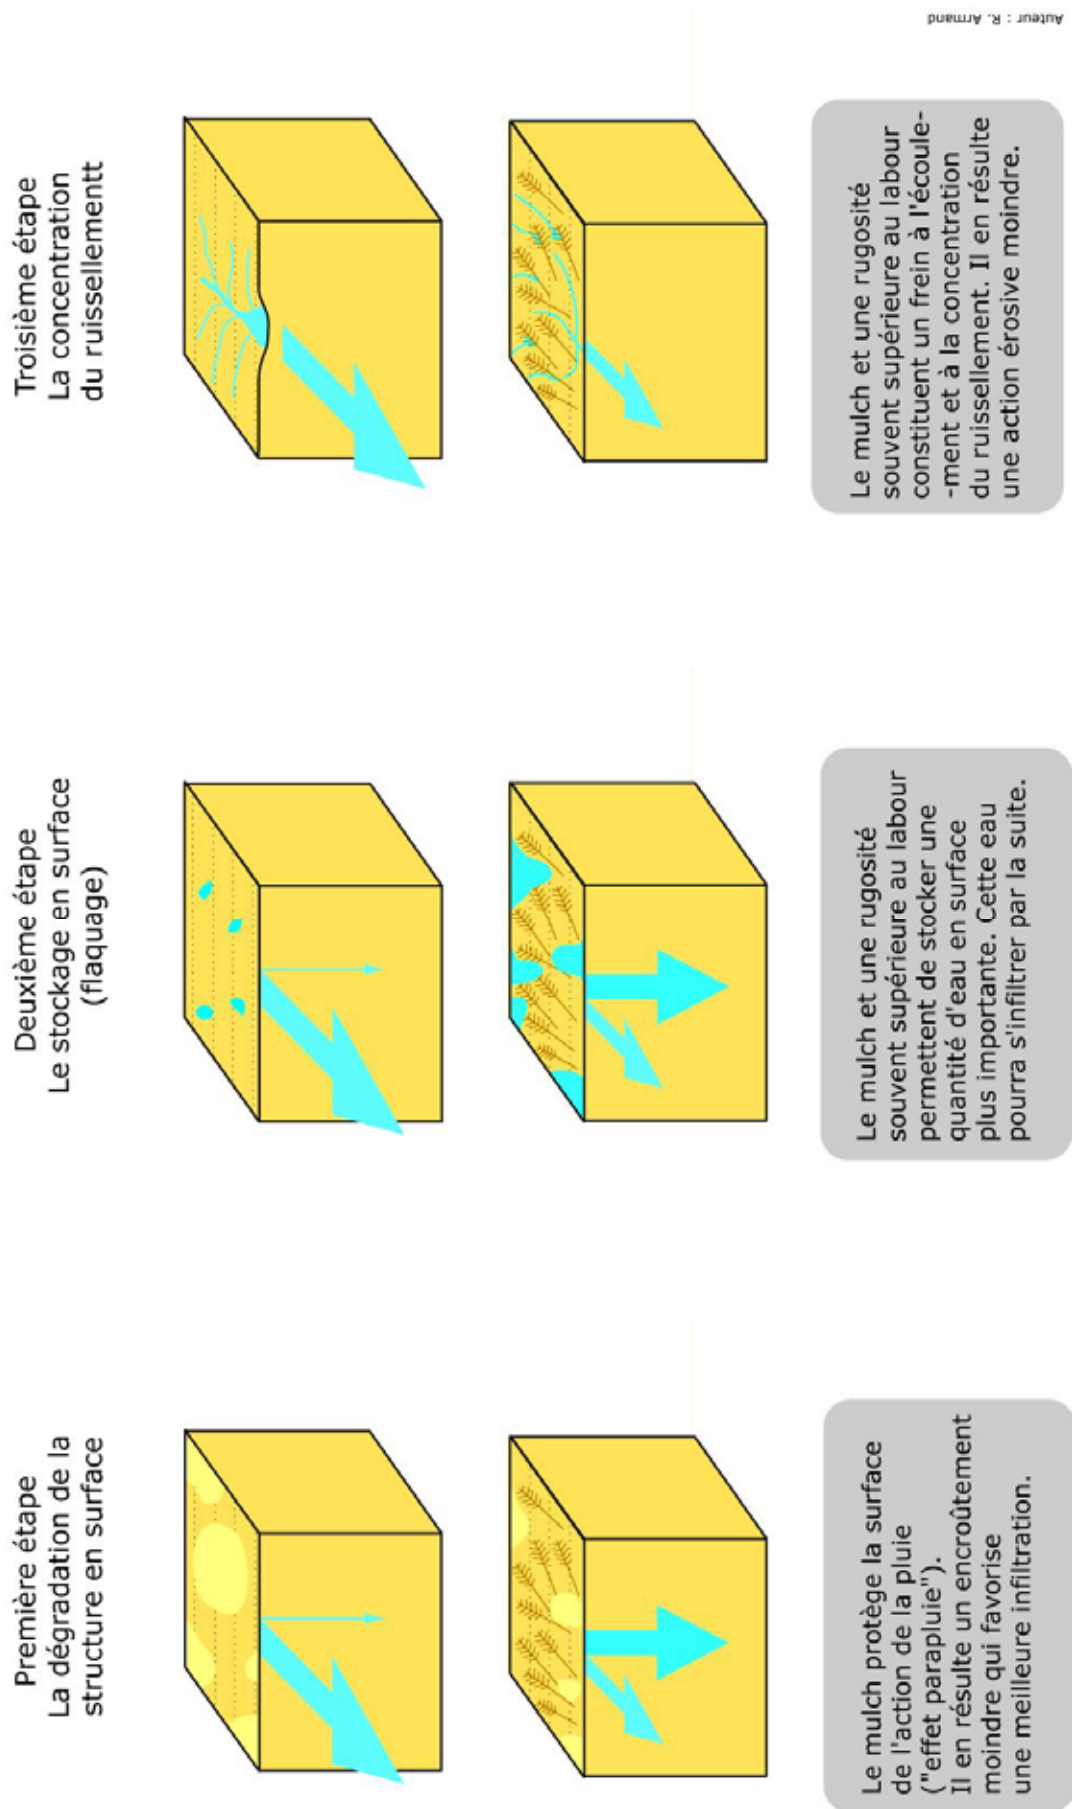 Première étape
La dégradation de la
structure en surface
Deuxième étape
Le stockage en surface
(flaquage)
Troisième étape
La concentration
du ruissellementt
Le mulch protège la surface
de l'action de la pluie
("effet parapluie").
Il en résulte un encroûtement
moindre qui favorise
une meilleure infiltration.
Le mulch et une rugosité
souvent supérieure au labour
permettent de stocker une
quantité d'eau en surface
plus importante. Cette eau
pourra s'infiltrer par la suite.
Le mulch et une rugosité
souvent supérieure au labour
constituent un frein à l'écoule-
-ment et à la concentration
du ruissellement. Il en résulte
une action érosive moindre.
Auteur : R. Armand